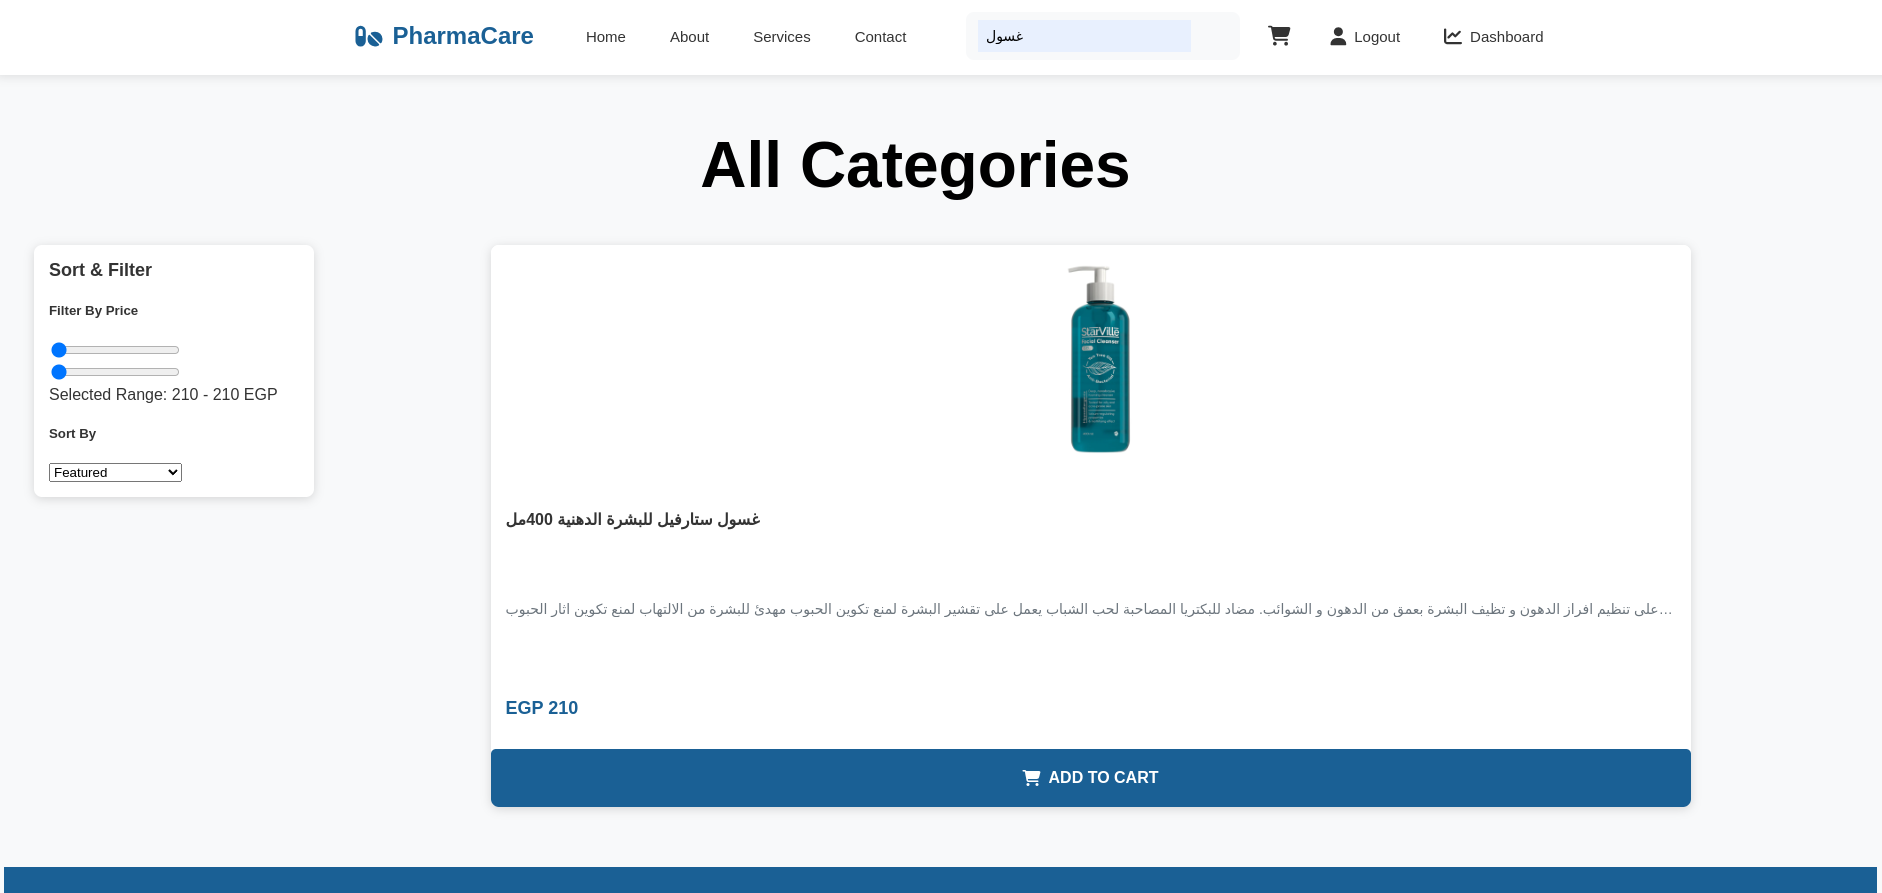 PharmaCare
Home
About
Services
Contact
غسول
Logout
Dashboard
All Categories
Sort & Filter
Filter By Price
Selected Range: 210 - 210 EGP
Sort By
Featured
StarVille
Facial Cleanser
غسول ستارفيل للبشرة الدهنية 400مل
على تنظيم افراز الدهون و تظيف البشرة بعمق من الدهون و الشوائب. مضاد للبكتريا المصاحبة لحب الشباب يعمل على تقشير البشرة لمنع تكوين الحبوب مهدئ للبشرة من الالتهاب لمنع تكوين اثار الحبوب...
EGP 210
ADD TO CART